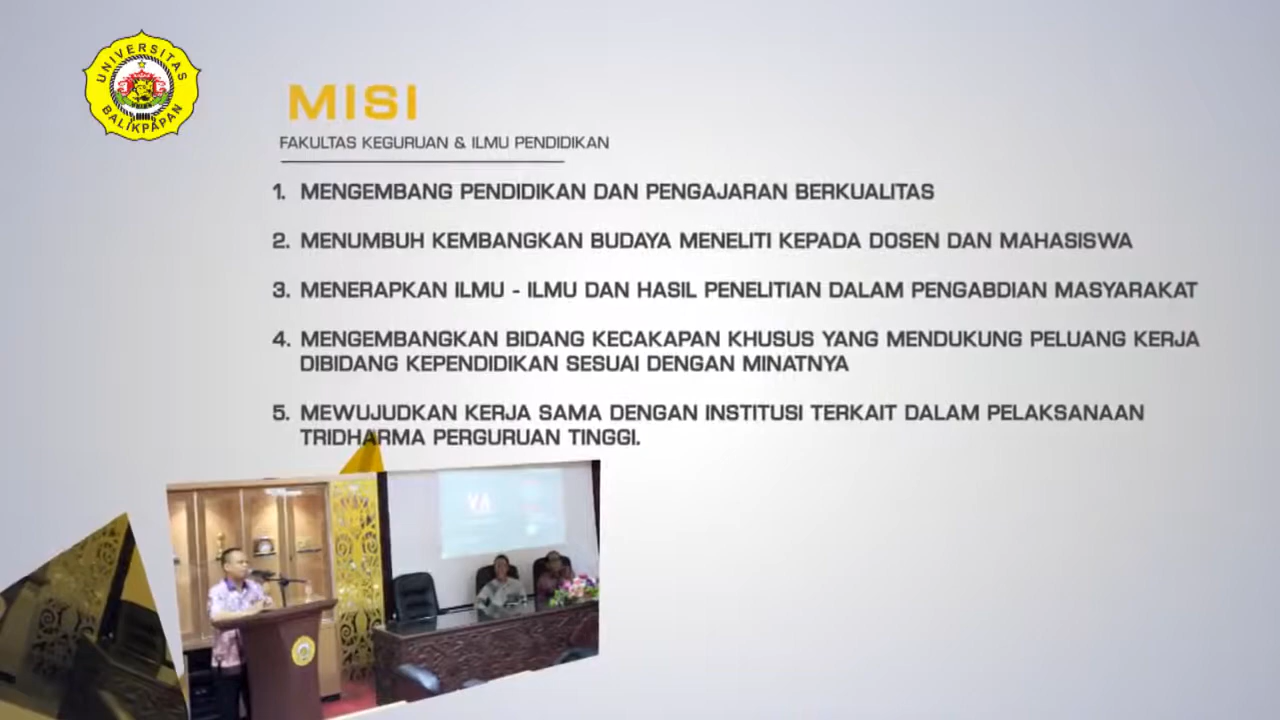 UNIVERSITAS
BALIKPAPAN
MISI
FAKULTAS KEGURUAN & ILMU PENDIDIKAN
1. MENGEMBANG PENDIDIKAN DAN PENGAJARAN BERKUALITAS
2. MENUMBUH KEMBANGKAN BUDAYA MENELITI KEPADA DOSEN DAN MAHASISWA
3. MENERAPKAN ILMU - ILMU DAN HASIL PENELITIAN DALAM PENGABDIAN MASYARAKAT
4. MENGEMBANGKAN BIDANG KECAKAPAN KHUSUS YANG MENDUKUNG PELUANG KERJA
DIBIDANG KEPENDIDIKAN SESUAI DENGAN MINATNYA
5. MEWUJUDKAN KERJA SAMA DENGAN INSTITUSI TERKAIT DALAM PELAKSANAAN
TRIDHARMA PERGURUAN TINGGI.